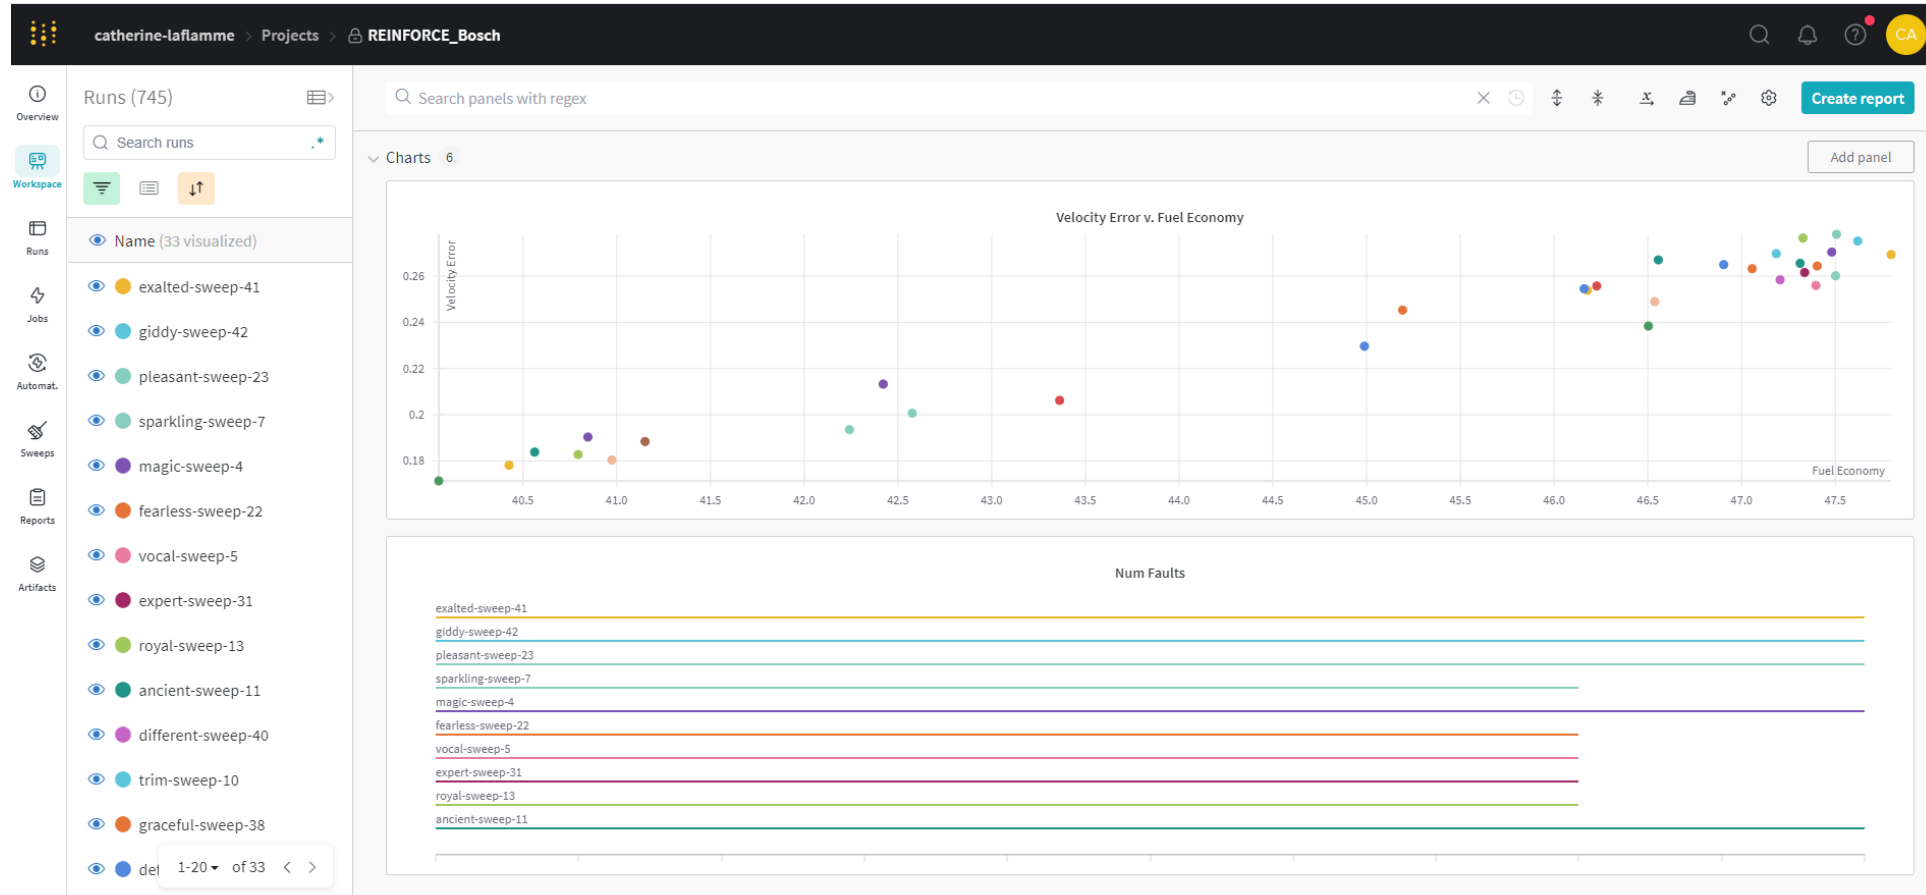 catherine-laflamme > Projects > REINFORCE_Bosch
CA
Overview
Workspace
Runs
Jobs
Automat.
Sweeps
Reports
Artifacts
Runs (745)
Search runs
.*
Name (33 visualized)
exalted-sweep-41
giddy-sweep-42
pleasant-sweep-23
sparkling-sweep-7
magic-sweep-4
fearless-sweep-22
vocal-sweep-5
expert-sweep-31
royal-sweep-13
ancient-sweep-11
different-sweep-40
trim-sweep-10
graceful-sweep-38
1-20 of 33 < >
Search panels with regex
Create report
Charts 6
Add panel
Velocity Error v. Fuel Economy
Velocity Error
0.26
0.24
0.22
0.2
0.18
Fuel Economy
40.5 41.0 41.5 42.0 42.5 43.0 43.5 44.0 44.5 45.0 45.5 46.0 46.5 47.0 47.5
Num Faults
exalted-sweep-41
giddy-sweep-42
pleasant-sweep-23
sparkling-sweep-7
magic-sweep-4
fearless-sweep-22
vocal-sweep-5
expert-sweep-31
royal-sweep-13
ancient-sweep-11